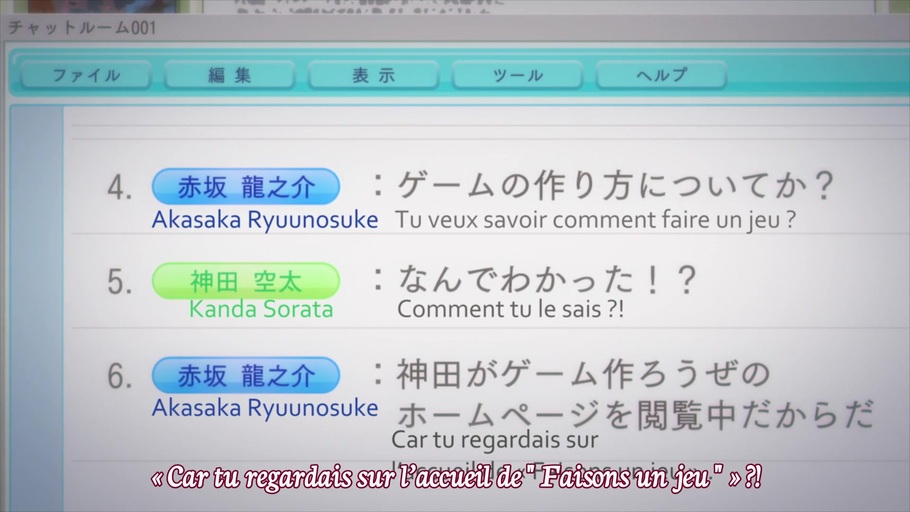 チャットルーム001
ファイル 編集 表示 ツール ヘルプ
4. 赤坂 龍之介 ：ゲームの作り方についてか？
Akasaka Ryuunosuke Tu veux savoir comment faire un jeu ?
5. 神田 空太 ：なんでわかった！？
Kanda Sorata Comment tu le sais ?!
6. 赤坂 龍之介 ：神田がゲーム作ろうぜの
ホームページを閲覧中だからだ
Akasaka Ryuunosuke
Car tu regardais sur
l'accueil de « Faisons un jeu »
« Car tu regardais sur l'accueil de " Faisons un jeu " » ?!